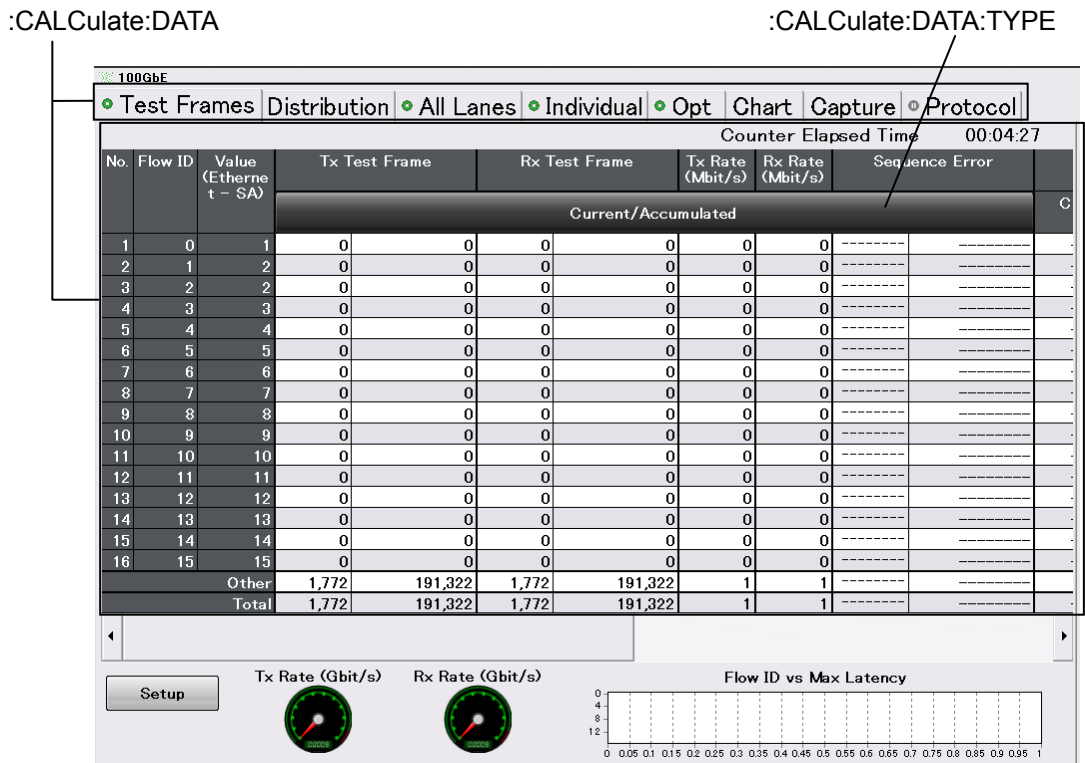 :CALCulate:DATA :CALCulate:DATA:TYPE
100GbE
Test Frames Distribution All Lanes Individual Opt Chart Capture Protocol
Counter Elapsed Time 00:04:27
No. Flow ID Value Tx Test Frame Rx Test Frame Tx Rate Rx Rate Sequence Error
(Etherne (Mbit/s) (Mbit/s)
t - SA)
C
Current/Accumulated
1 0 1 0 0 0 0 0 0 -------- ---------
2 1 2 0 0 0 0 0 0 -------- ---------
3 2 2 0 0 0 0 0 0 -------- ---------
4 3 3 0 0 0 0 0 0 -------- ---------
5 4 4 0 0 0 0 0 0 -------- ---------
6 5 5 0 0 0 0 0 0 -------- ---------
7 6 6 0 0 0 0 0 0 -------- ---------
8 7 7 0 0 0 0 0 0 -------- ---------
9 8 8 0 0 0 0 0 0 -------- ---------
10 9 9 0 0 0 0 0 0 -------- ---------
11 10 10 0 0 0 0 0 0 -------- ---------
12 11 11 0 0 0 0 0 0 -------- ---------
13 12 12 0 0 0 0 0 0 -------- ---------
14 13 13 0 0 0 0 0 0 -------- ---------
15 14 14 0 0 0 0 0 0 -------- ---------
16 15 15 0 0 0 0 0 0 -------- ---------
Other 1,772 191,322 1,772 191,322 1 1 -------- ---------
Total 1,772 191,322 1,772 191,322 1 1 -------- ---------
Setup Tx Rate (Gbit/s) Rx Rate (Gbit/s) Flow ID vs Max Latency
0
4
8
12
0 0.05 0.1 0.15 0.2 0.25 0.3 0.35 0.4 0.45 0.5 0.55 0.6 0.65 0.7 0.75 0.8 0.85 0.9 0.95 1